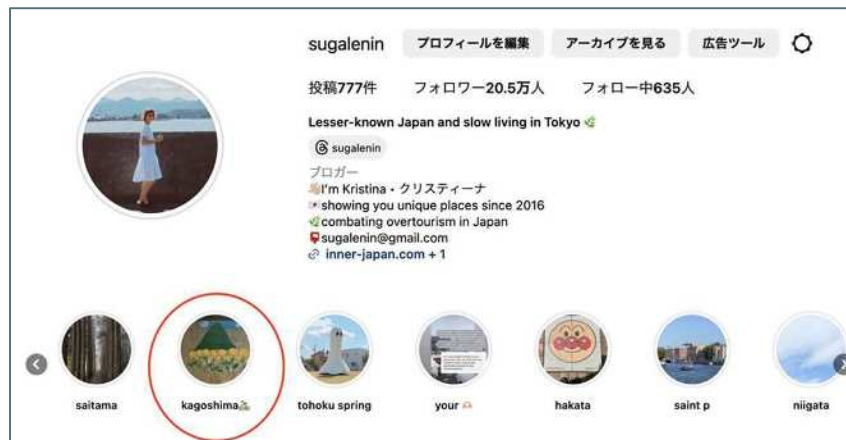 sugalenin プロフィールを編集 アーカイブを見る 広告ツール
投稿777件 フォロワー20.5万人 フォロー中635人
Lesser-known Japan and slow living in Tokyo 🌿
sugalenin
ブロガー
👋🏻I'm Kristina・クリスティーナ
💌showing you unique places since 2016
🌿combating overtourism in Japan
📮sugalenin@gmail.com
inner-japan.com + 1
saitama kagoshima🌋 tohoku spring your hakata saint p niigata